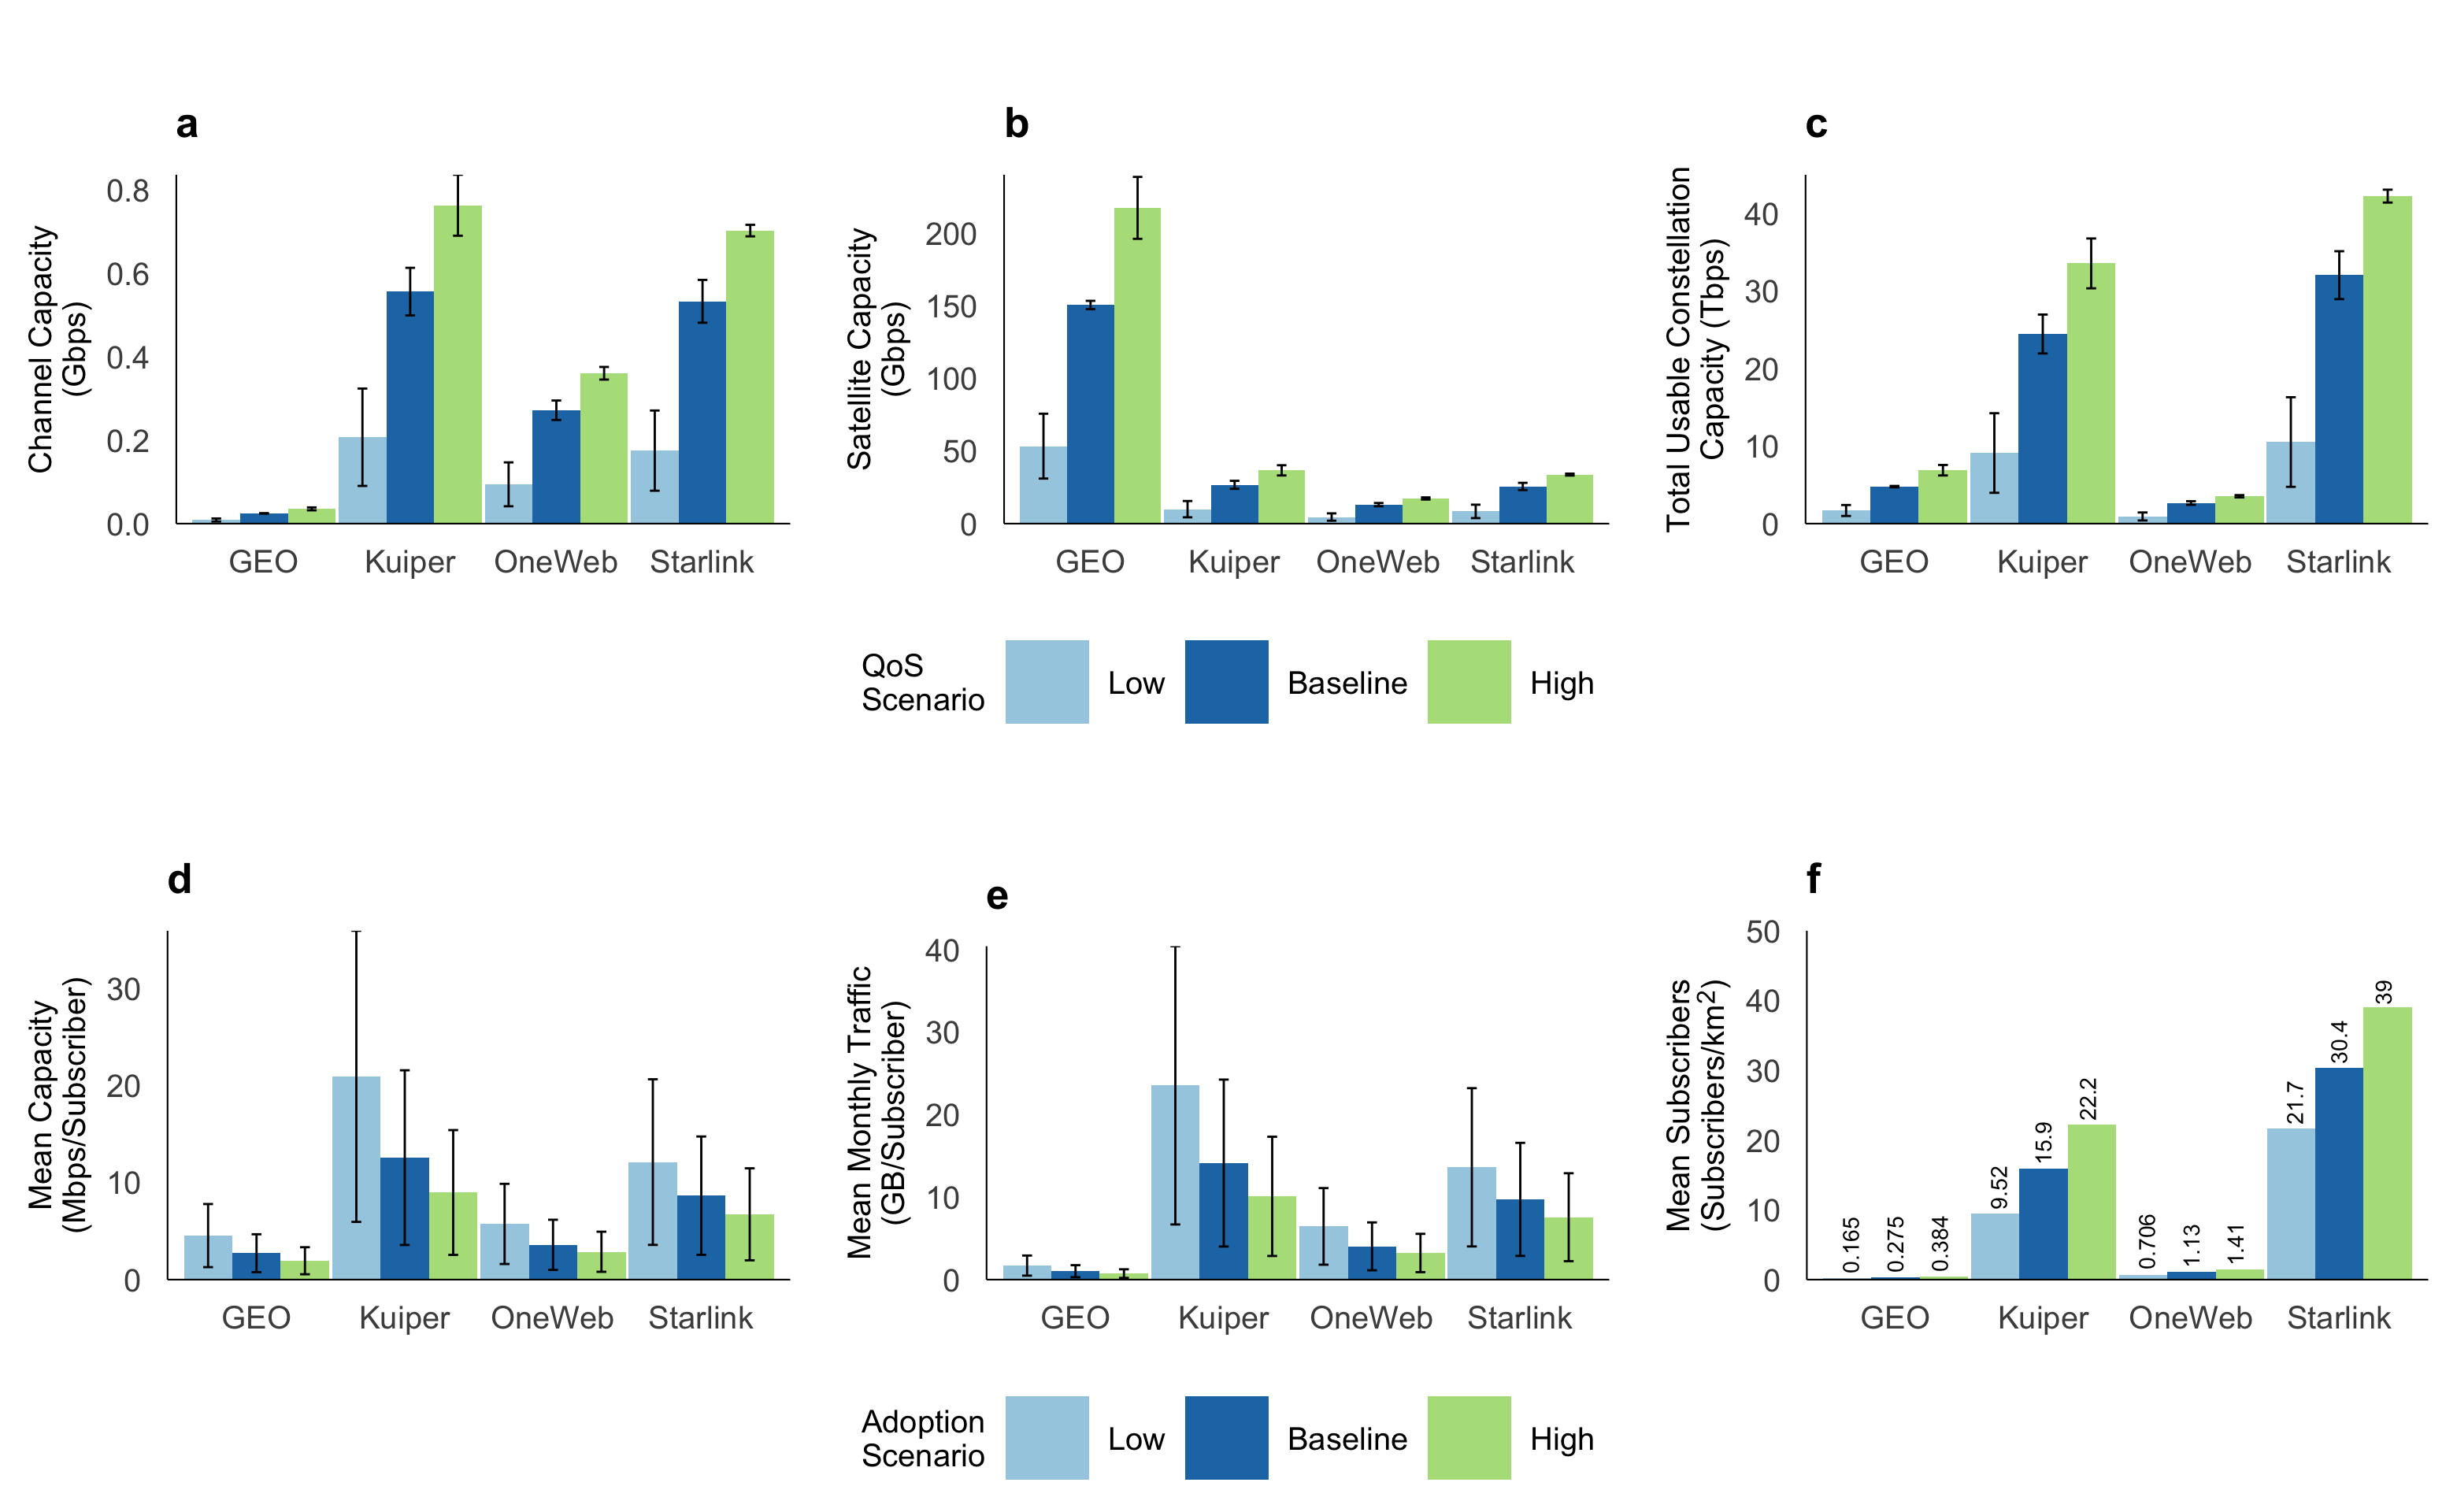 a
Channel Capacity
(Gbps)
0.8
0.6
0.4
0.2
0.0
GEO
Kuiper
OneWeb
Starlink
b
Satellite Capacity
(Gbps)
200
150
100
50
0
GEO
Kuiper
OneWeb
Starlink
c
Total Usable Constellation
Capacity (Tbps)
40
30
20
10
0
GEO
Kuiper
OneWeb
Starlink
QoS
Scenario
Low
Baseline
High
d
Mean Capacity
(Mbps/Subscriber)
30
20
10
0
GEO
Kuiper
OneWeb
Starlink
e
Mean Monthly Traffic
(GB/Subscriber)
40
30
20
10
0
GEO
Kuiper
OneWeb
Starlink
f
Mean Subscribers
(Subscribers/km²)
50
40
30
20
10
0
0.165
0.275
0.384
9.52
15.9
22.2
0.706
1.13
1.41
21.7
30.4
39
GEO
Kuiper
OneWeb
Starlink
Adoption
Scenario
Low
Baseline
High